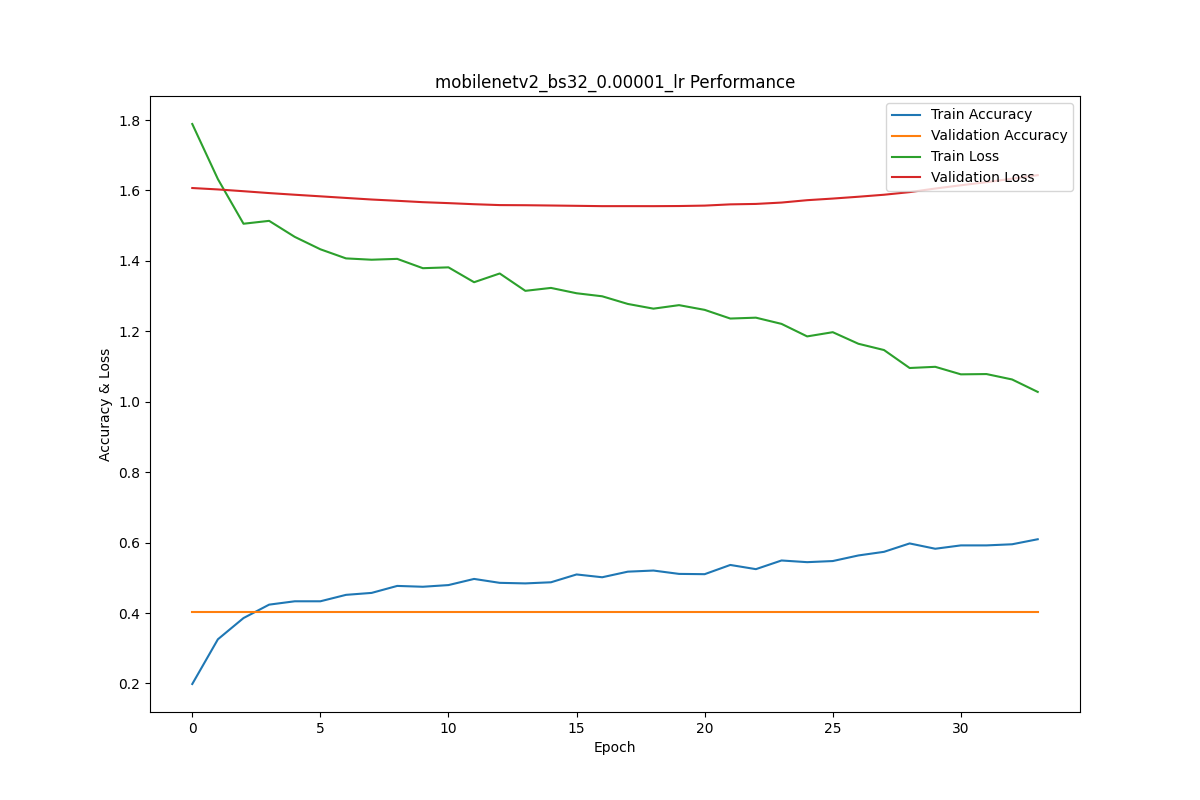 mobilenetv2_bs32_0.00001_lr Performance
Train Accuracy
Validation Accuracy
Train Loss
Validation Loss
Accuracy & Loss
1.8
1.6
1.4
1.2
1.0
0.8
0.6
0.4
0.2
0 5 10 15 20 25 30
Epoch